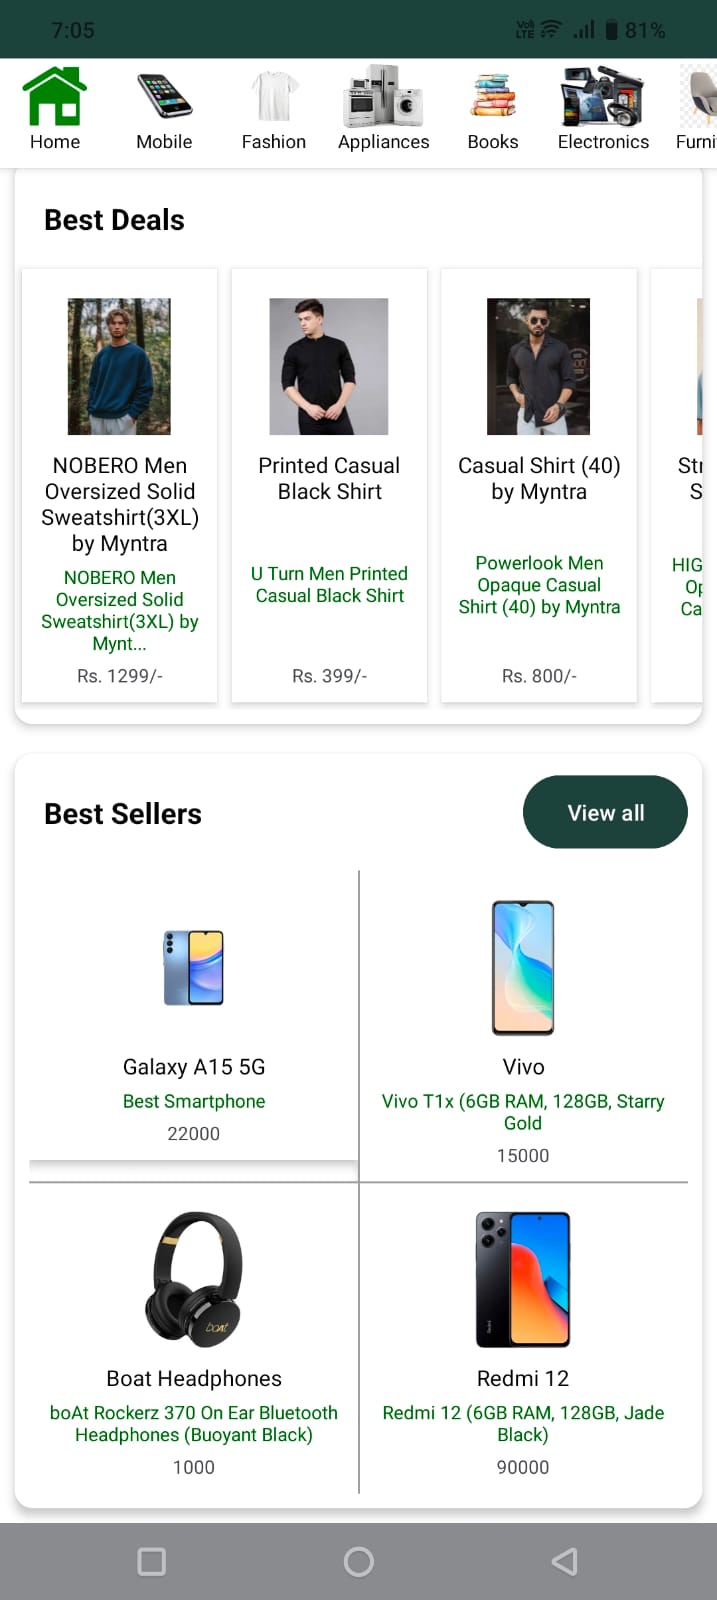 7:05
Voli) LTE 81%
Home Mobile Fashion Appliances Books Electronics Furni
Best Deals
NOBERO Men
Oversized Solid
Sweatshirt(3XL)
by Myntra
NOBERO Men
Oversized Solid
Sweatshirt(3XL) by
Mynt...
Rs. 1299/-
Printed Casual
Black Shirt
U Turn Men Printed
Casual Black Shirt
Rs. 399/-
Casual Shirt (40)
by Myntra
Powerlook Men
Opaque Casual
Shirt (40) by Myntra
Rs. 800/-
Str
S
HIG
Op
Ca
Best Sellers
View all
Galaxy A15 5G
Best Smartphone
22000
Vivo
Vivo T1x (6GB RAM, 128GB, Starry
Gold
15000
boAt
Boat Headphones
boAt Rockerz 370 On Ear Bluetooth
Headphones (Buoyant Black)
1000
Redmi
Redmi 12
Redmi 12 (6GB RAM, 128GB, Jade
Black)
90000